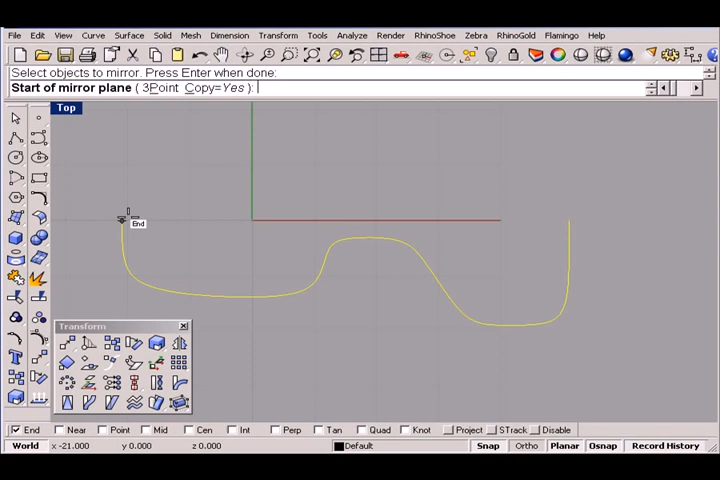 File Edit View Curve Surface Solid Mesh Dimension Transform Tools Analyze Render RhinoShoe Zebra RhinoGold Flamingo Help
Select objects to mirror. Press Enter when done:
Start of mirror plane ( 3Point Copy=Yes ):
Top
End
Transform
End Near Point Mid Cen Int Perp Tan Quad Knot Project STrack Disable
World x -21.000 y 0.000 z 0.000 Default Snap Ortho Planar Osnap Record History